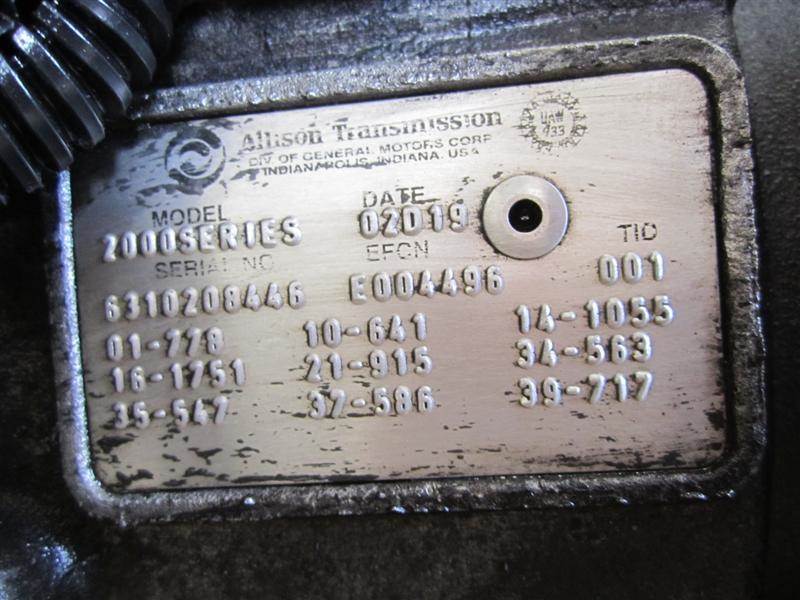 Allison Transmission
DIV OF GENERAL MOTORS CORP
INDIANAPOLIS, INDIANA, USA
UAW
933
MODEL DATE
2000SERIES 02D19
SERIAL NO EFCN TID
6310208446 E004496 001
01-778 10-641 14-1055
16-1751 21-915 34-563
35-547 37-586 39-717